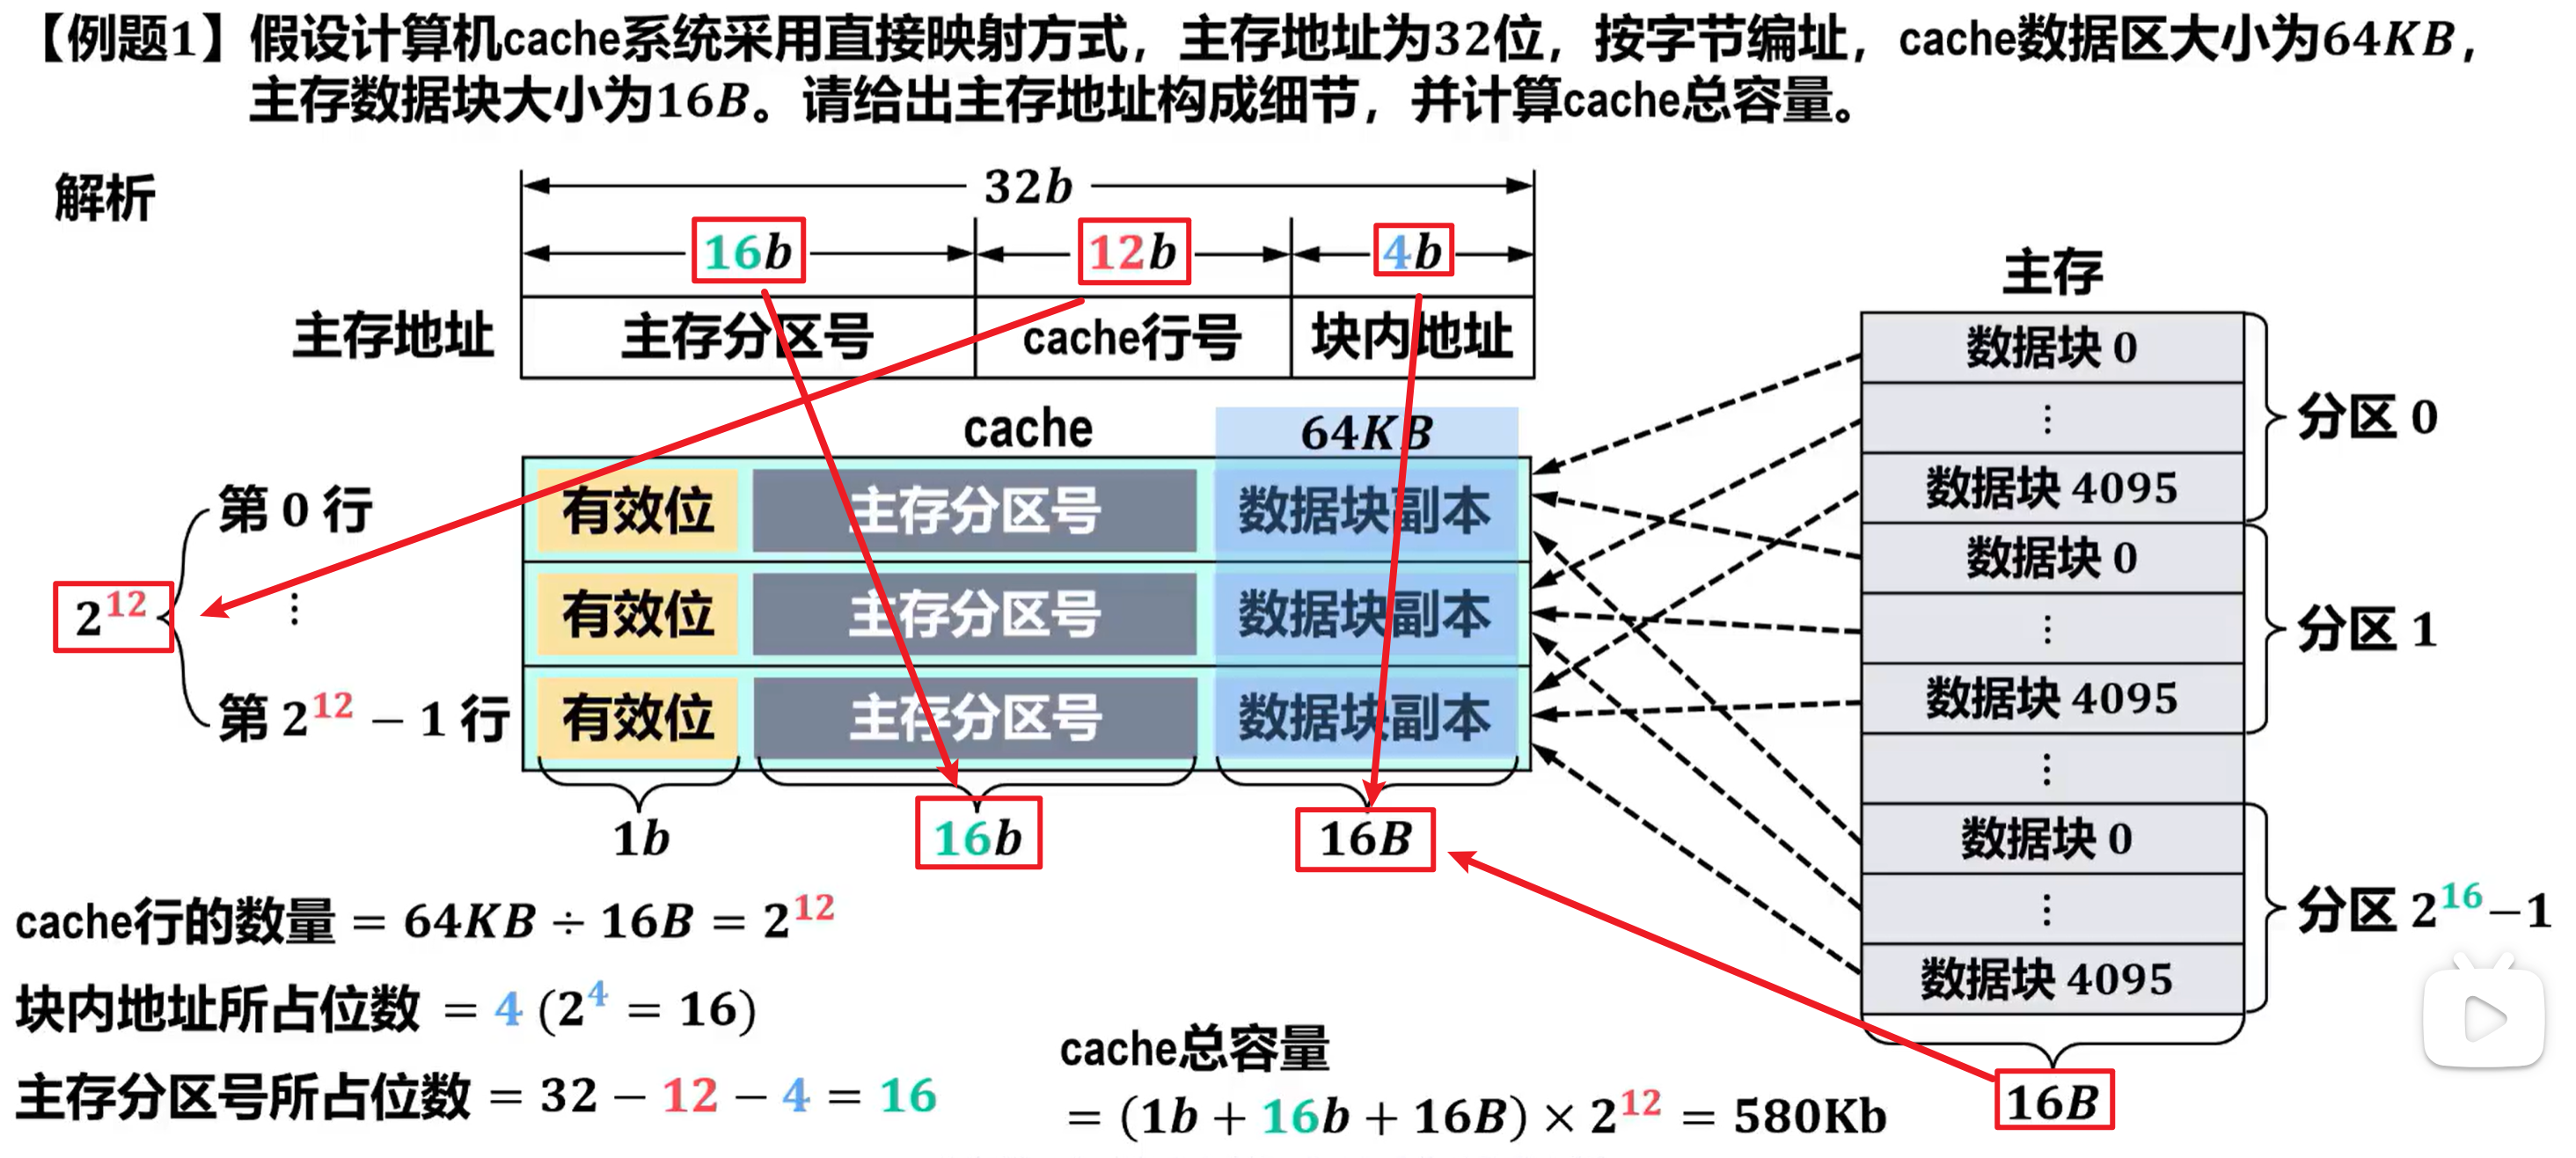 【例题1】假设计算机cache系统采用直接映射方式，主存地址为32位，按字节编址，cache数据区大小为64KB，
主存数据块大小为16B。请给出主存地址构成细节，并计算cache总容量。
解析
32b
16b 12b 4b
主存地址 主存分区号 cache行号 块内地址
cache 64KB
第 0 行 有效位 主存分区号 数据块副本
2^12 ⋮ 有效位 主存分区号 数据块副本
第 2^12 − 1 行 有效位 主存分区号 数据块副本
1b 16b 16B
主存
数据块 0
⋮ 分区 0
数据块 4095
数据块 0
⋮ 分区 1
数据块 4095
⋮
数据块 0
⋮ 分区 2^16−1
数据块 4095
16B
cache行的数量 = 64KB ÷ 16B = 2^12
块内地址所占位数 = 4 (2^4 = 16)
主存分区号所占位数 = 32 − 12 − 4 = 16
cache总容量
= (1b + 16b + 16B) × 2^12 = 580Kb